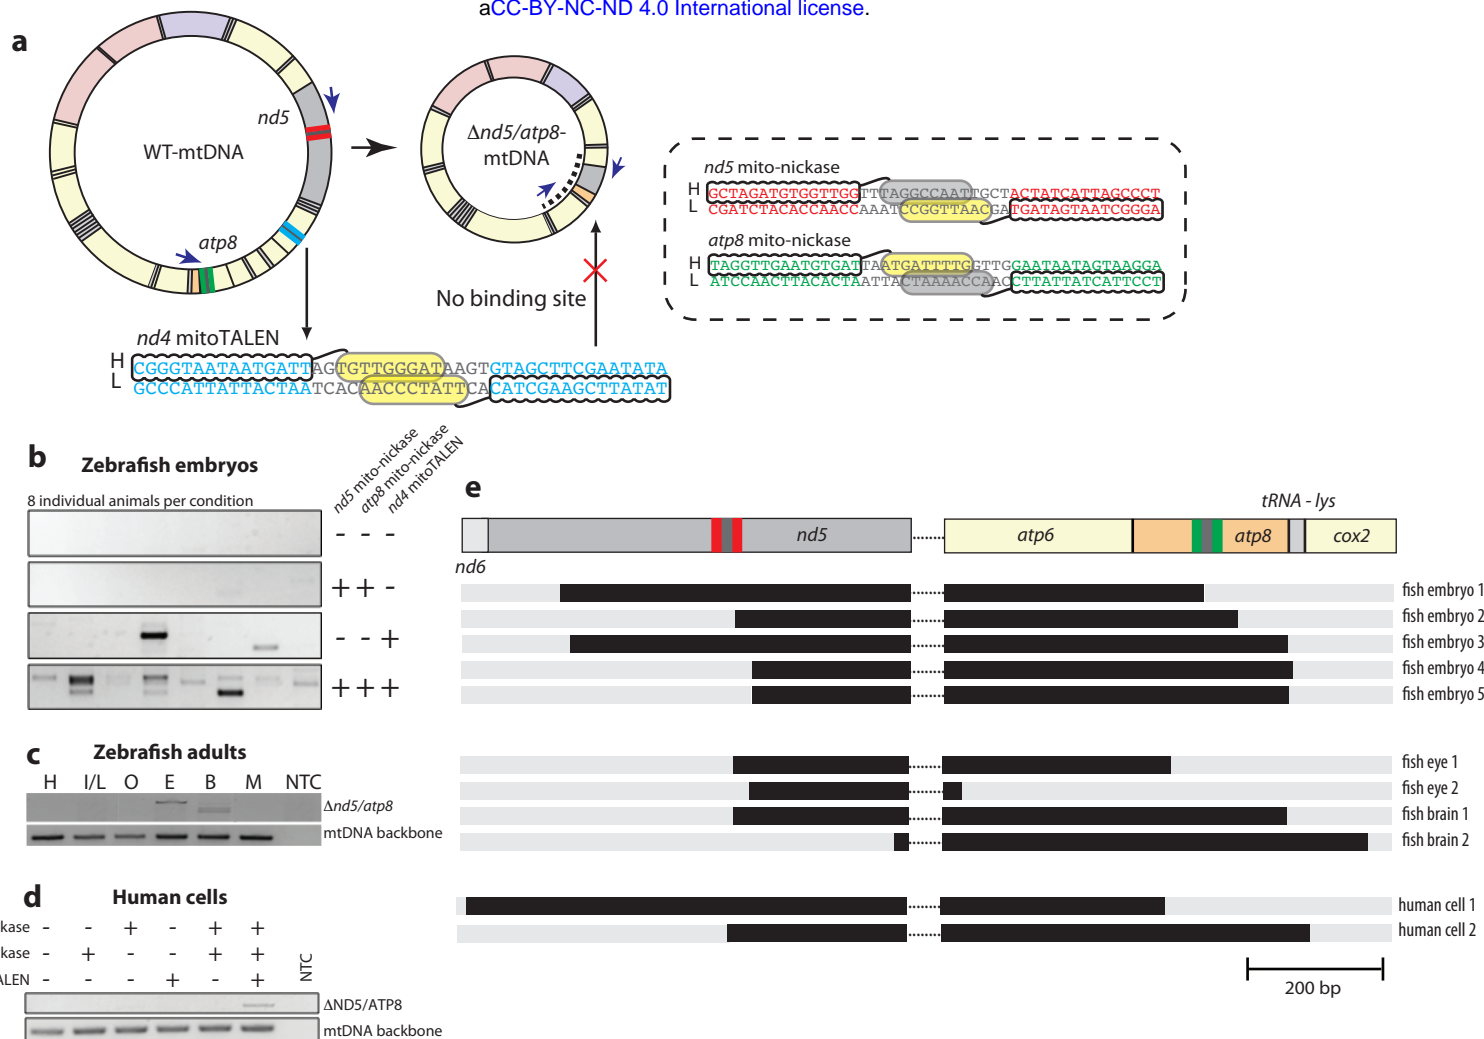 aCC-BY-NC-ND 4.0 International license.
a
nd5
WT-mtDNA
atp8
Δnd5/atp8-
mtDNA
No binding site
nd5 mito-nickase
H GCTAGATGTGGTTGGTTTAGGCCAATTGCTACTATCATTAGCCCT
L CGATCTACACCAACCAAATCCGGTTAACGATGATAGTAATCGGGA
atp8 mito-nickase
H TAGGTTGAATGTGATTAATGATTTTGGTTGGAATAATAGTAAGGA
L ATCCAACTTACACTAATTACTAAAACCAACCTTATTATCATTCCT
nd4 mitoTALEN
H CGGGTAATAATGATTAGTGTTGGGATAAGTGTAGCTTCGAATATA
L GCCCATTATTACTAATCACAACCCTATTCACATCGAAGCTTATAT
b Zebrafish embryos
8 individual animals per condition
nd5 mito-nickase
atp8 mito-nickase
nd4 mitoTALEN
- - -
+ + -
- - +
+ + +
c Zebrafish adults
H I/L O E B M NTC
Δnd5/atp8
mtDNA backbone
d Human cells
kase - - + - + +
kase - + - - + +
ALEN - - - + - +
NTC
ΔND5/ATP8
mtDNA backbone
e
tRNA - lys
nd5 atp6 atp8 cox2
nd6
fish embryo 1
fish embryo 2
fish embryo 3
fish embryo 4
fish embryo 5
fish eye 1
fish eye 2
fish brain 1
fish brain 2
human cell 1
human cell 2
200 bp